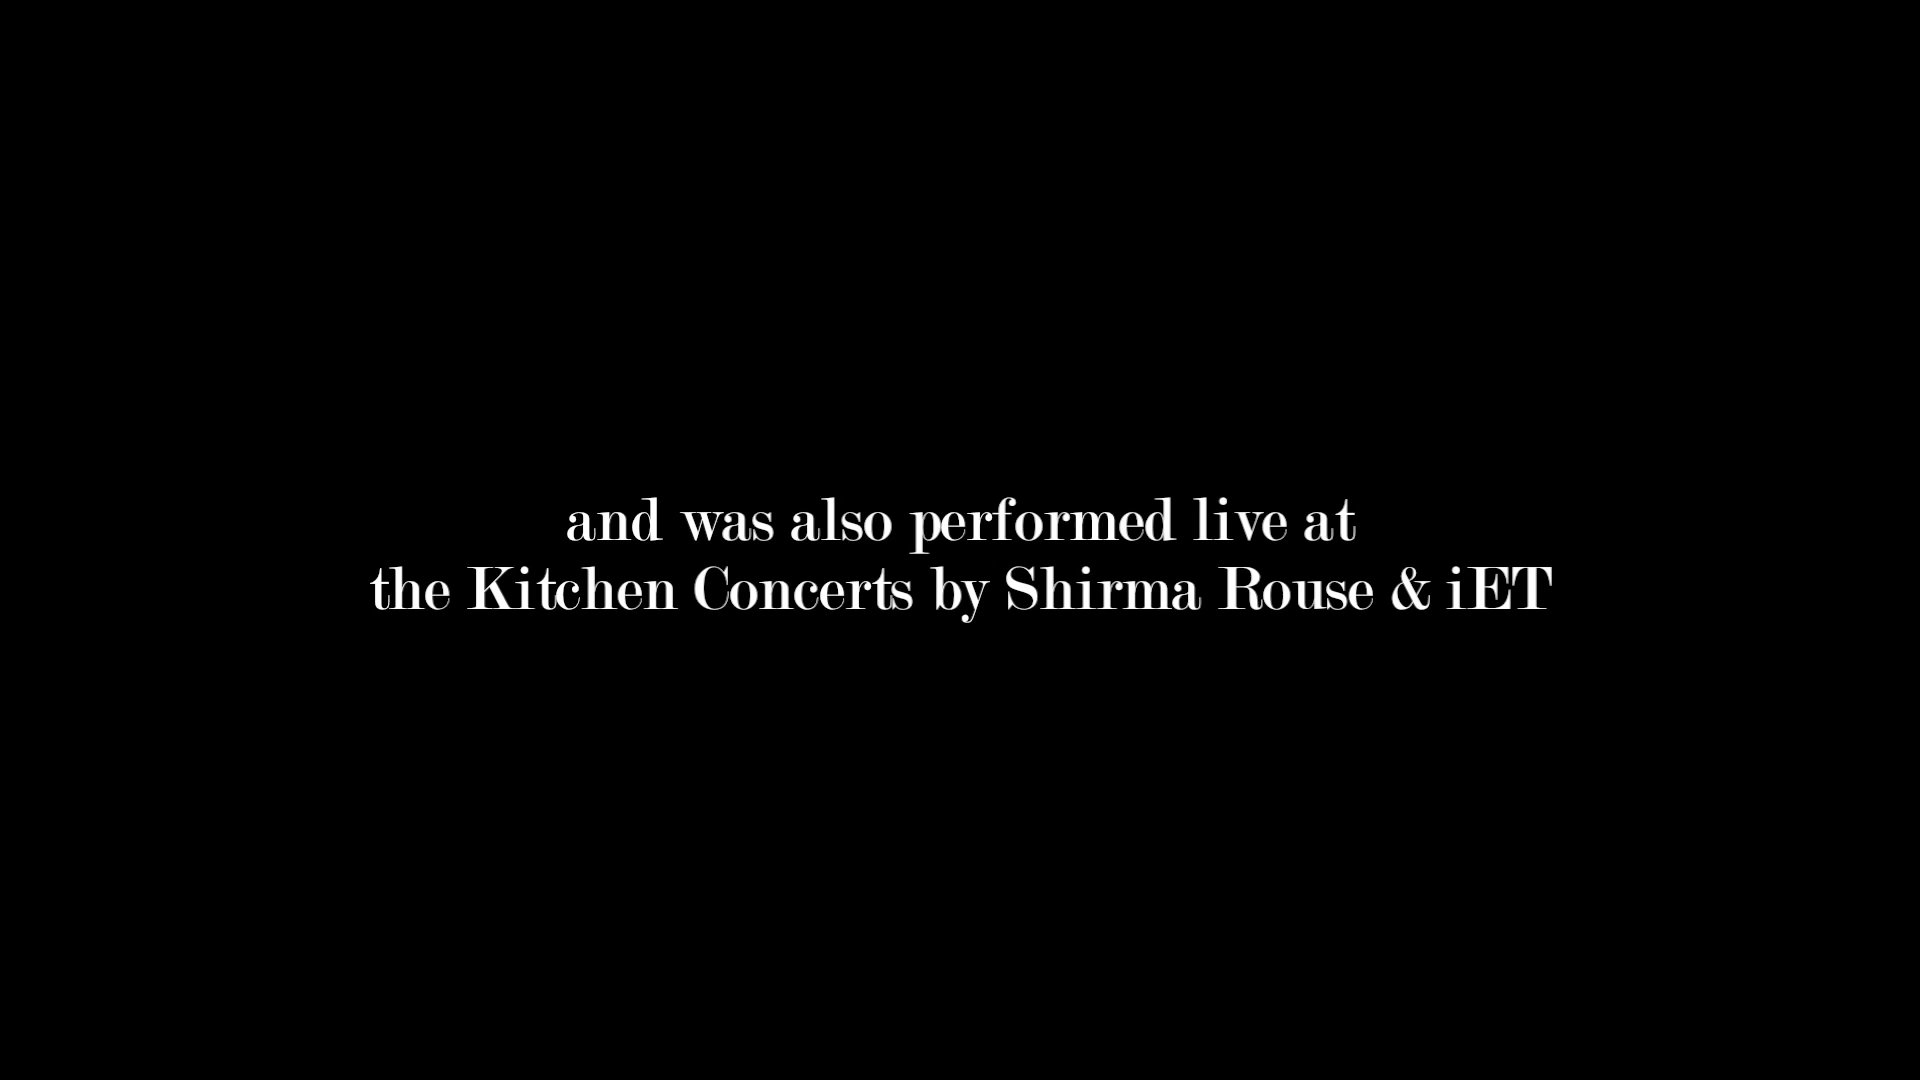 and was also performed live at
the Kitchen Concerts by Shirma Rouse & iET